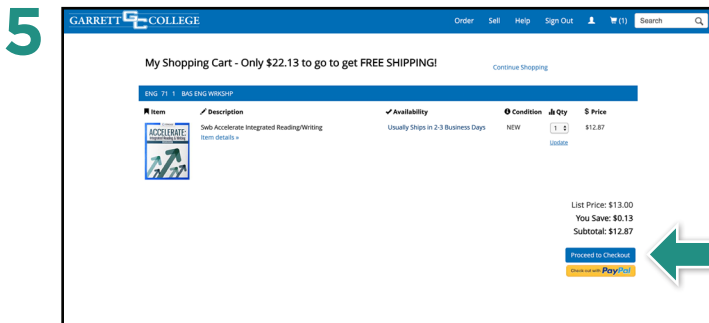 5
GARRETT GC COLLEGE
Order Sell Help Sign Out (1) Search
My Shopping Cart - Only $22.13 to go to get FREE SHIPPING!
Continue Shopping
ENG 71 1 BAS ENG WRKSHP
Item Description Availability Condition Qty $ Price
Swb Accelerate Integrated Reading/Writing Usually Ships in 2-3 Business Days NEW 1 $12.87
Item details »
Update
ACCELERATE:
Integrated Reading & Writing
List Price: $13.00
You Save: $0.13
Subtotal: $12.87
Proceed to Checkout
Check out with PayPal